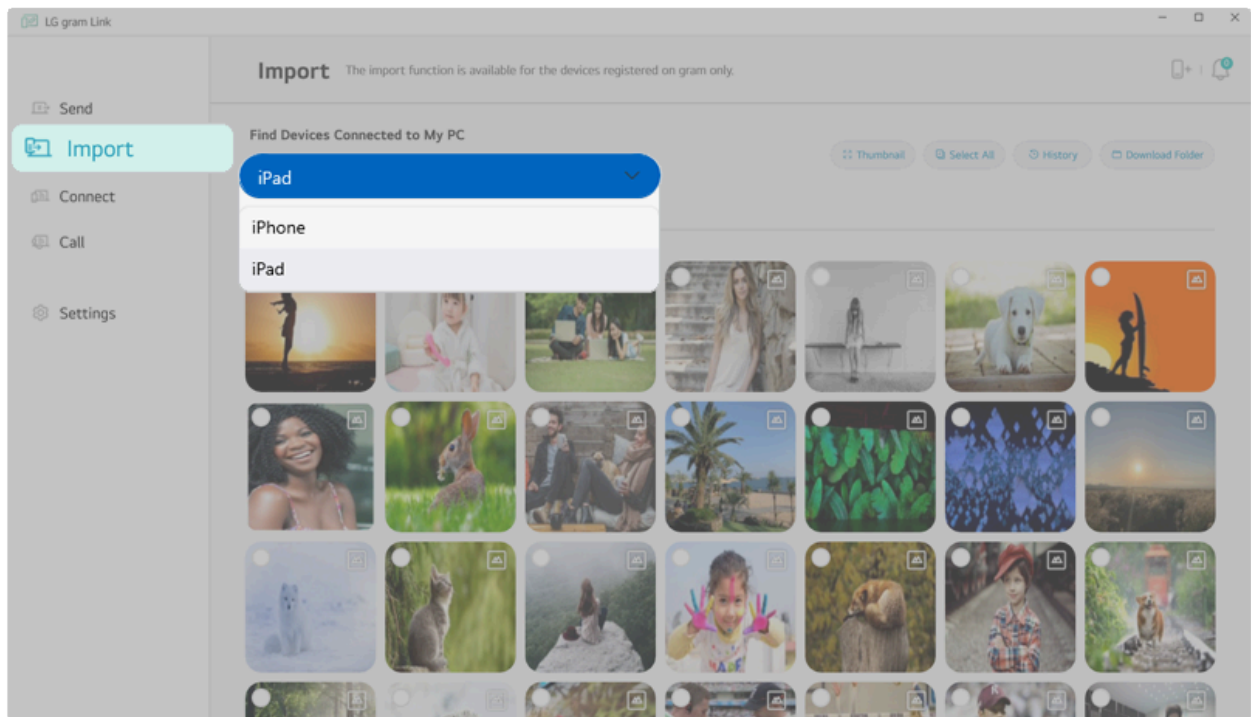 LG gram Link
Import
The import function is available for the devices registered on gram only.
Send
Import
Connect
Call
Settings
Find Devices Connected to My PC
Thumbnail
Select All
History
Download Folder
iPad
iPhone
iPad